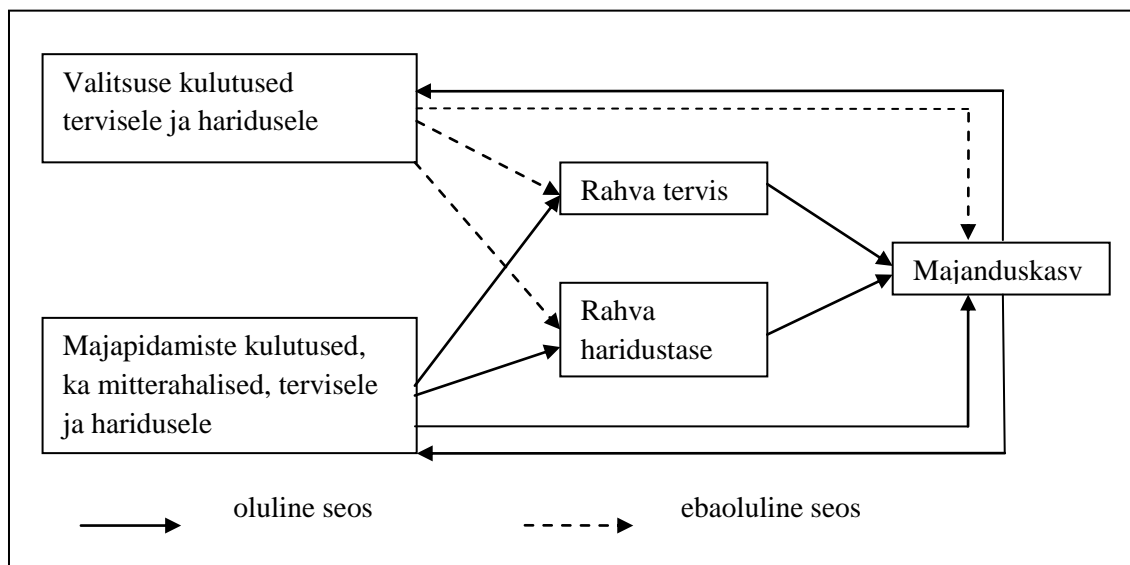 Valitsuse kulutused
tervisele ja haridusele
Rahva tervis
Majanduskasv
Rahva
haridustase
Majapidamiste kulutused,
ka mitterahalised, tervisele
ja haridusele
oluline seos
ebaoluline seos